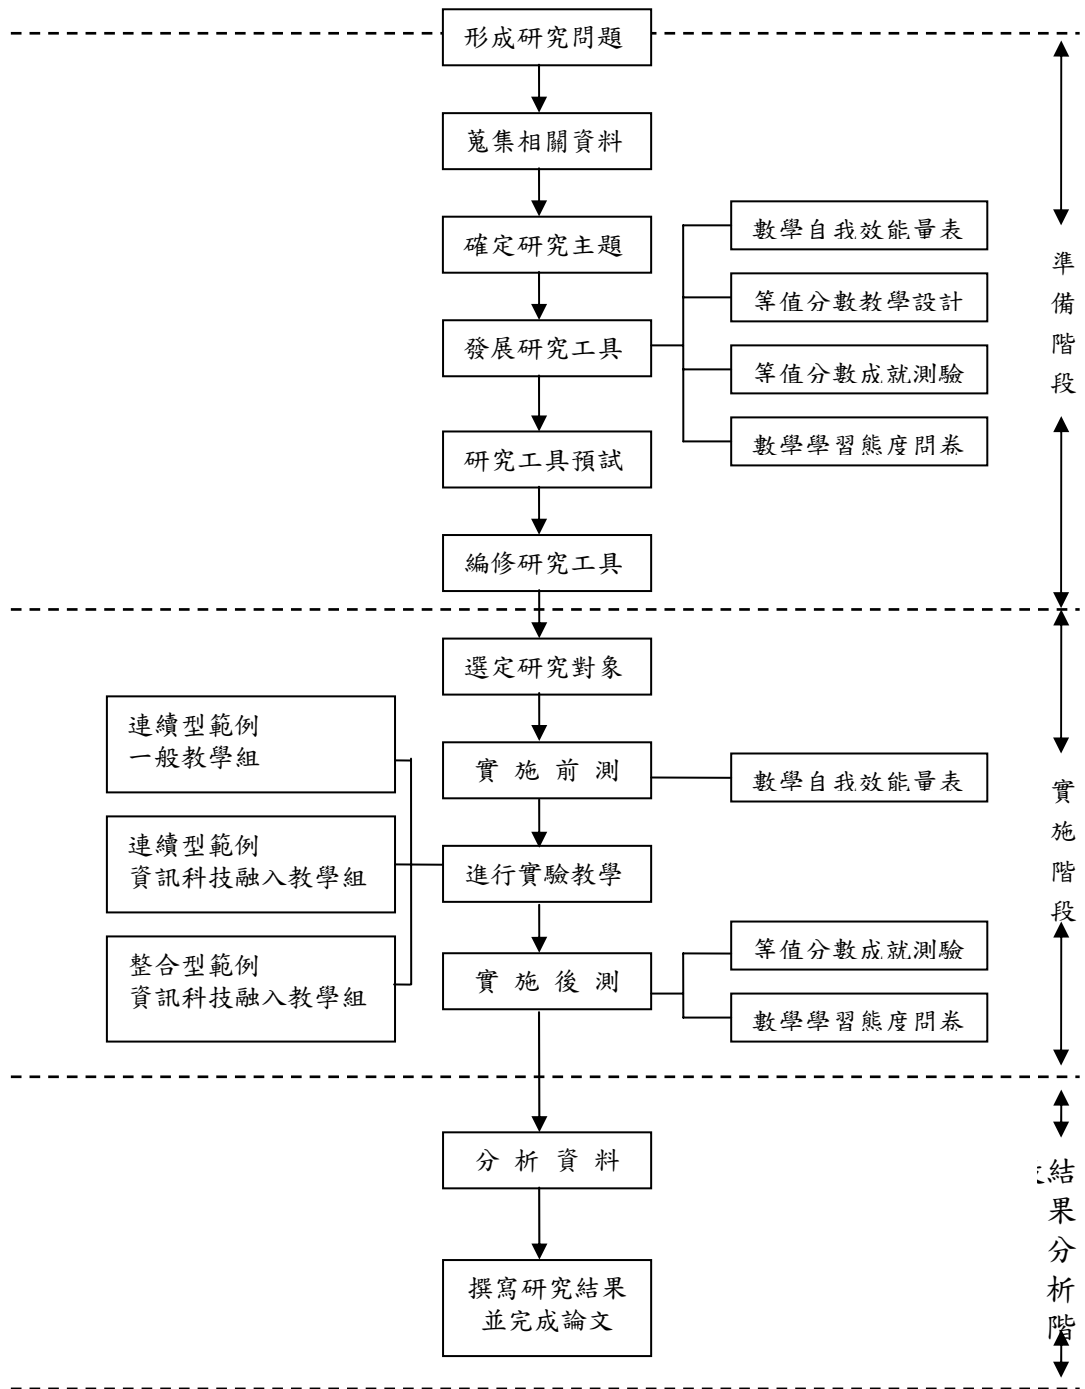 形成研究問題
蒐集相關資料
確定研究主題
發展研究工具
數學自我效能量表
等值分數教學設計
等值分數成就測驗
數學學習態度問卷
研究工具預試
編修研究工具
準備階段
選定研究對象
實施前測
數學自我效能量表
連續型範例
一般教學組
連續型範例
資訊科技融入教學組
整合型範例
資訊科技融入教學組
進行實驗教學
實施後測
等值分數成就測驗
數學學習態度問卷
實施階段
分析資料
撰寫研究結果
並完成論文
結果分析階